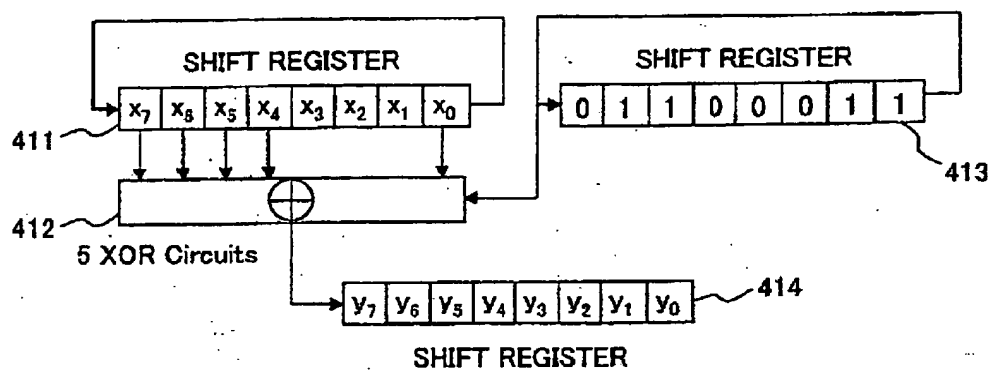 SHIFT REGISTER
SHIFT REGISTER
x₇ x₆ x₅ x₄ x₃ x₂ x₁ x₀
0 1 1 0 0 0 1 1
411
413
412
5 XOR Circuits
y₇ y₆ y₅ y₄ y₃ y₂ y₁ y₀
414
SHIFT REGISTER